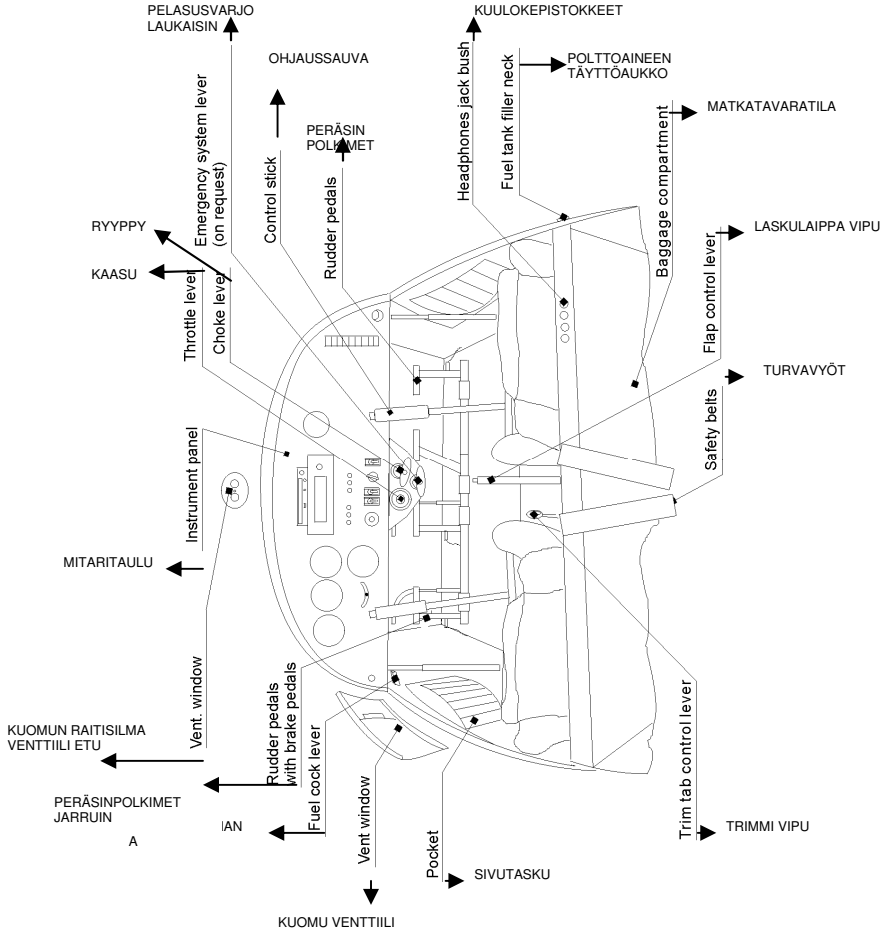 PELASUSVARJO
LAUKAISIN
KUULOKEPISTOKKEET
OHJAUSSAUVA
POLTTOAINEEN
TÄYTTÖAUKKO
MATKATAVARATILA
PERÄSIN
POLKIMET
Emergency system lever
(on request)
Control stick
Rudder pedals
Headphones jack bush
Fuel tank filler neck
Baggage compartment
RYYPPY
KAASU
LASKULAIPPA VIPU
Throttle lever
Choke lever
Flap control lever
TURVAVYÖT
Safety belts
Instrument panel
MITARITAULU
Vent. window
KUOMUN RAITISILMA
VENTTIILI ETU
Rudder pedals
with brake pedals
Fuel cock lever
Vent window
Pocket
Trim tab control lever
PERÄSINPOLKIMET
JARRUIN
A
IAN
TRIMMI VIPU
SIVUTASKU
KUOMU VENTTIILI